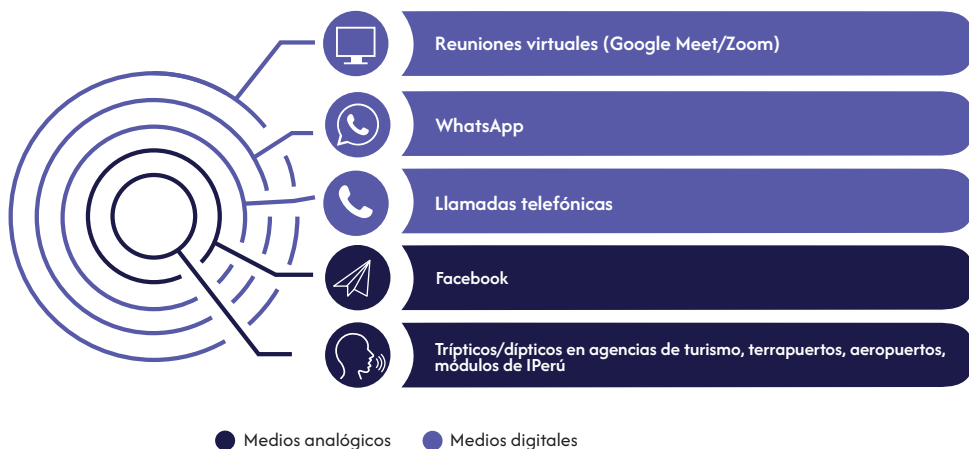 Reuniones virtuales (Google Meet/Zoom)
WhatsApp
Llamadas telefónicas
Facebook
Trípticos/dípticos en agencias de turismo, terrapuertos, aeropuertos,
módulos de IPerú
Medios analógicos
Medios digitales